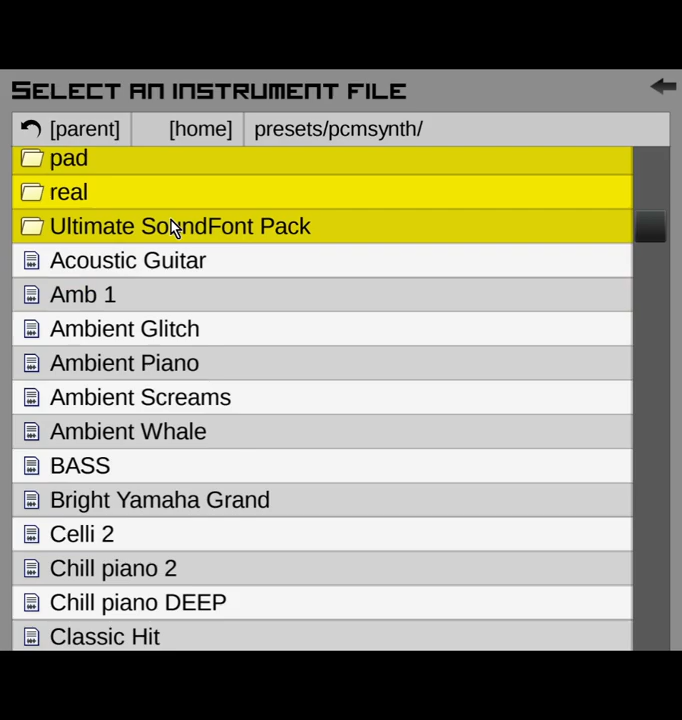 Select an instrument file
[parent] [home] presets/pcmsynth/
pad
real
Ultimate SoundFont Pack
Acoustic Guitar
Amb 1
Ambient Glitch
Ambient Piano
Ambient Screams
Ambient Whale
BASS
Bright Yamaha Grand
Celli 2
Chill piano 2
Chill piano DEEP
Classic Hit